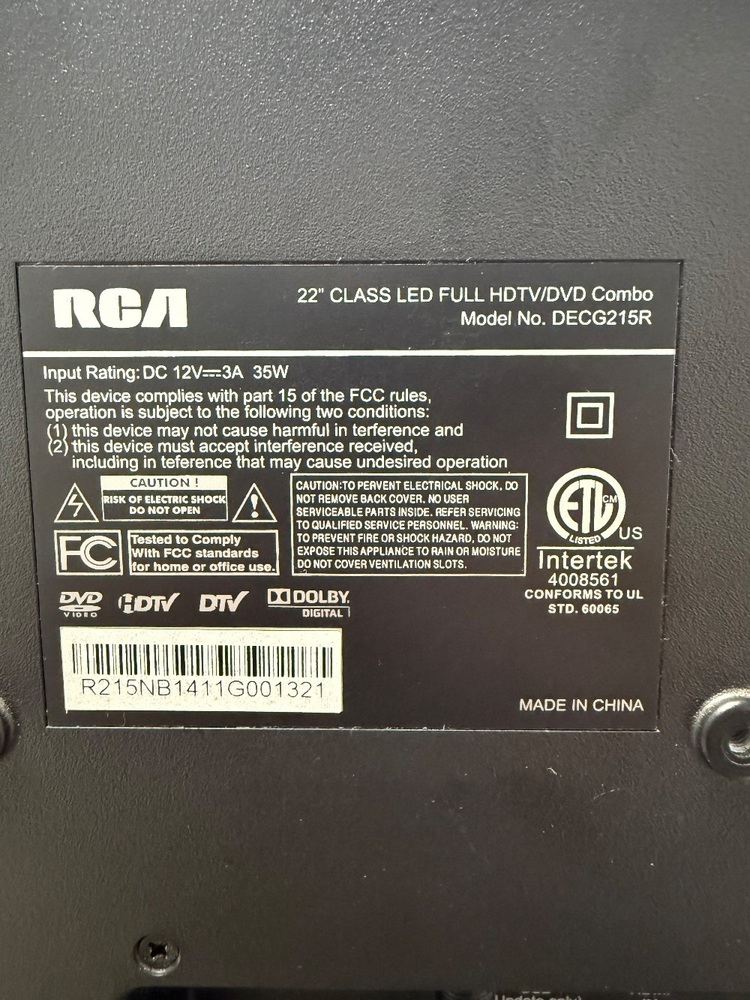 RCA
22" CLASS LED FULL HDTV/DVD Combo
Model No. DECG215R
Input Rating: DC 12V⎓3A 35W
This device complies with part 15 of the FCC rules,
operation is subject to the following two conditions:
(1) this device may not cause harmful in terference and
(2) this device must accept interference received,
including in teference that may cause undesired operation
CAUTION !
RISK OF ELECTRIC SHOCK
DO NOT OPEN
CAUTION:TO PERVENT ELECTRICAL SHOCK, DO
NOT REMOVE BACK COVER. NO USER
SERVICEABLE PARTS INSIDE. REFER SERVICING
TO QUALIFIED SERVICE PERSONNEL. WARNING:
TO PREVENT FIRE OR SHOCK HAZARD, DO NOT
EXPOSE THIS APPLIANCE TO RAIN OR MOISTURE
DO NOT COVER VENTILATION SLOTS.
FC
Tested to Comply
With FCC standards
for home or office use.
ETL CM
LISTED US
Intertek
4008561
CONFORMS TO UL
STD. 60065
DVD VIDEO HDTV DTV DOLBY DIGITAL
R215NB1411G001321
MADE IN CHINA
Update only)